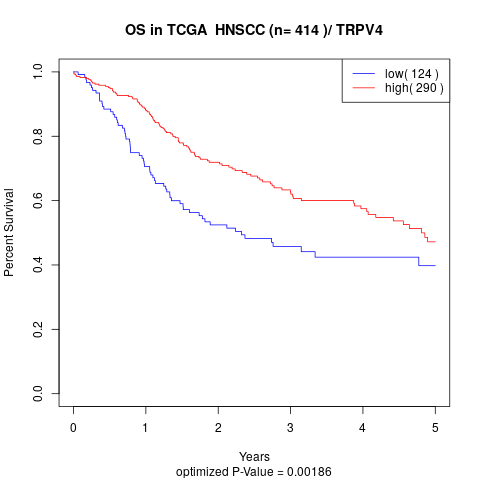 OS in TCGA  HNSCC (n= 414 )/ TRPV4
low( 124 )
high( 290 )
Percent Survival
1.0
0.8
0.6
0.4
0.2
0.0
0 1 2 3 4 5
Years
optimized P-Value = 0.00186